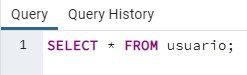 Query Query History
1 SELECT * FROM usuario;